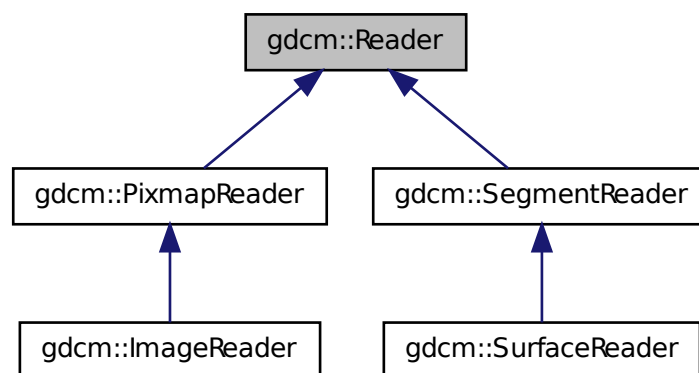 gdcm::Reader
gdcm::PixmapReader
gdcm::SegmentReader
gdcm::ImageReader
gdcm::SurfaceReader